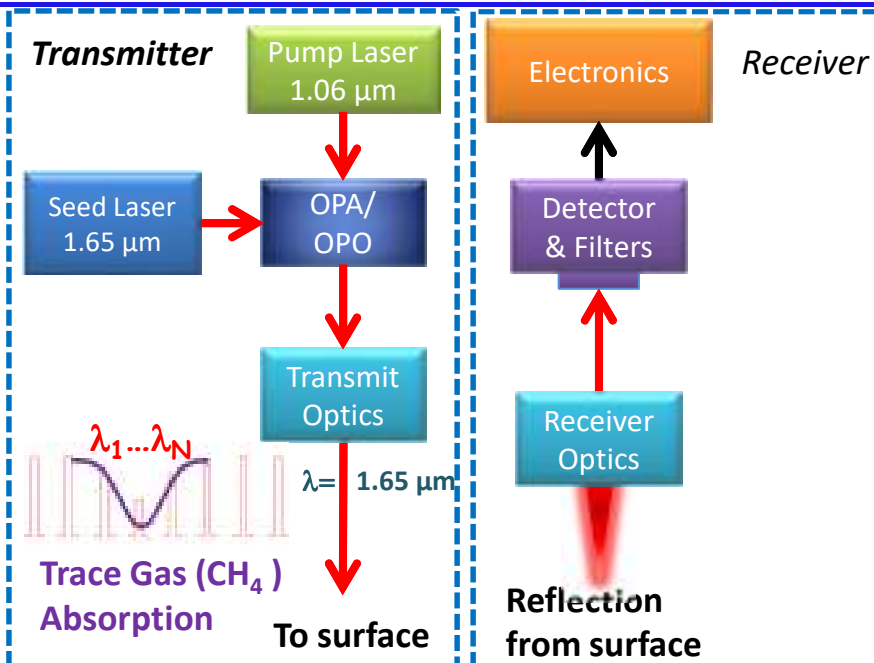 Transmitter
Pump Laser
1.06 µm
Seed Laser
1.65 µm
OPA/
OPO
Transmit
Optics
λ1...λN
λ= 1.65 µm
Trace Gas (CH4 )
Absorption
To surface
Receiver
Electronics
Detector
& Filters
Receiver
Optics
Reflection
from surface